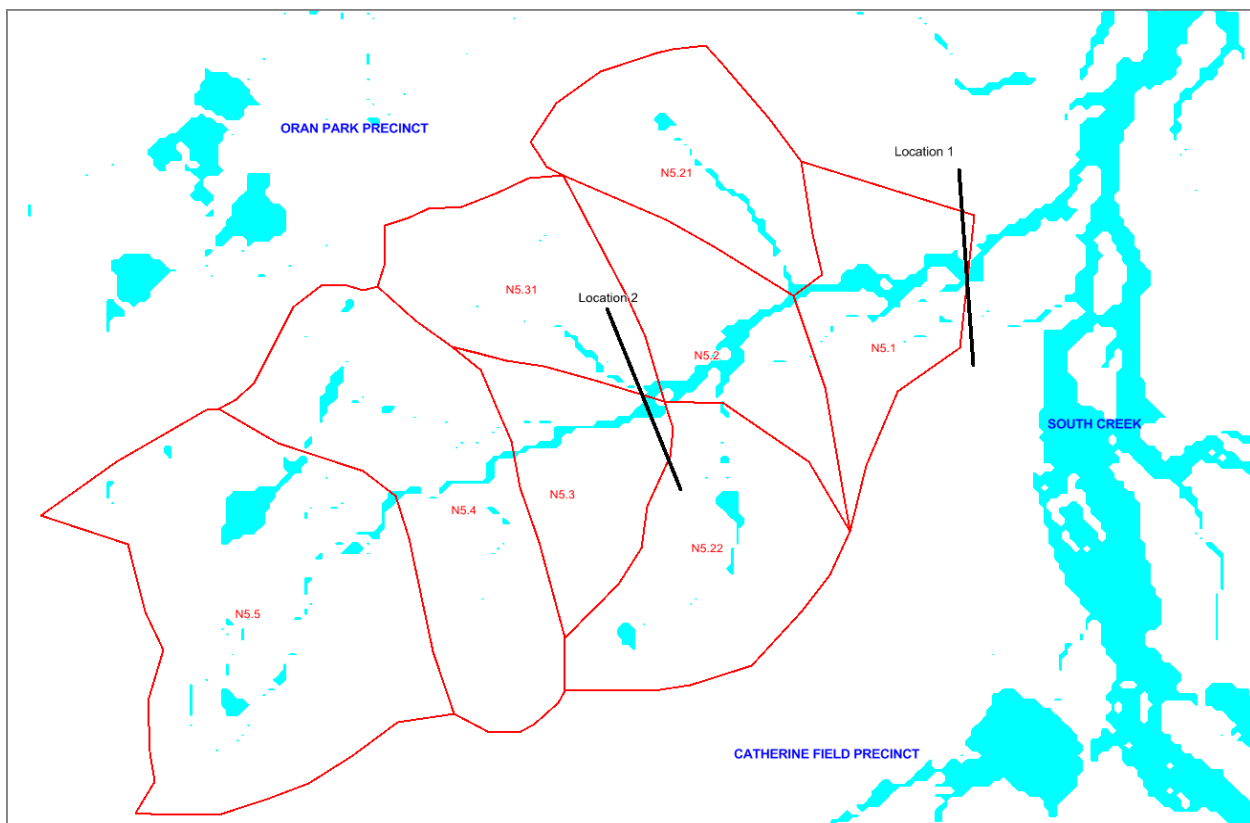 ORAN PARK PRECINCT
Location 1
N5.21
N5.31
Location 2
N5.2
N5.1
SOUTH CREEK
N5.3
N5.4
N5.22
N5.5
CATHERINE FIELD PRECINCT